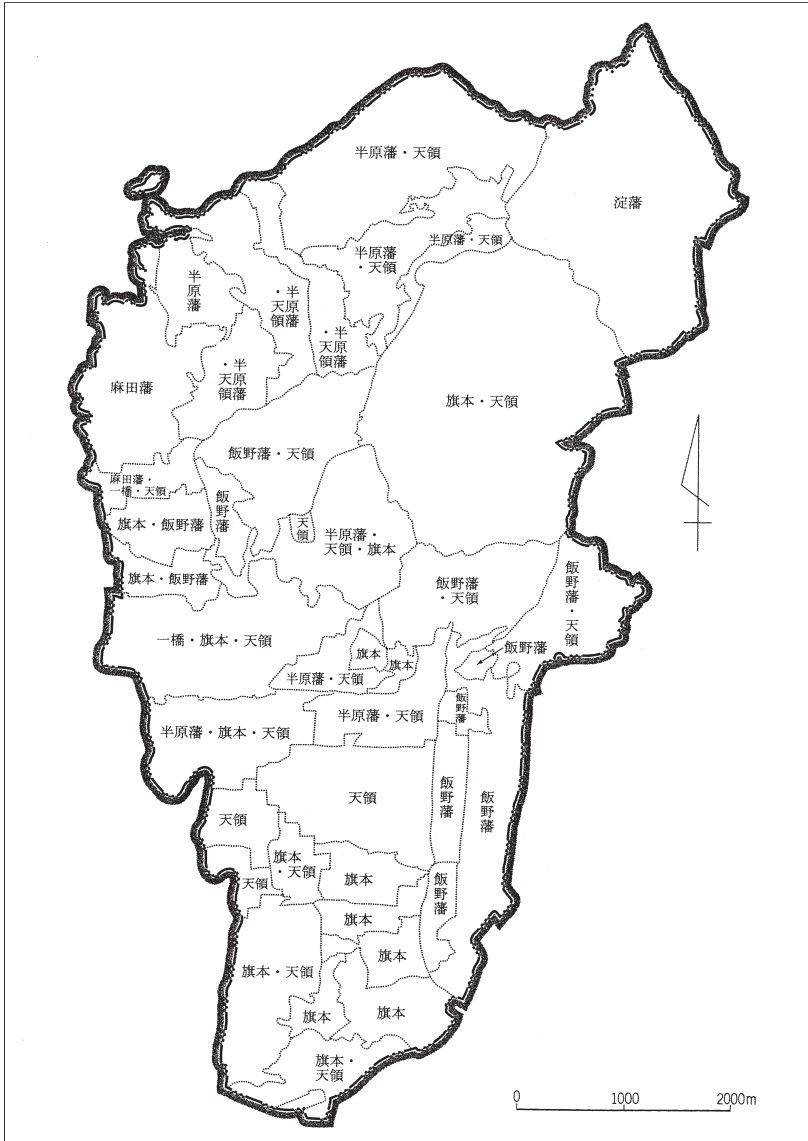 半原藩・天領
淀藩
半原藩・天領
半原藩
・天領
半原藩
半原藩
・天領
半原藩
・天領
半原藩
・天領
麻田藩
旗本・天領
飯野藩・天領
麻田藩・
一橋・天領
飯野藩
旗本・飯野藩
天領
半原藩・
天領・旗本
旗本・飯野藩
飯野藩
・天領
飯野藩・天領
一橋・旗本・天領
旗本
旗本
飯野藩
半原藩・天領
飯野藩
半原藩・天領
半原藩・旗本・天領
天領
飯野藩
飯野藩
天領
旗本
・天領
旗本
天領
飯野藩
旗本
旗本
旗本・天領
旗本
旗本
旗本・
天領
0 1000 2000m